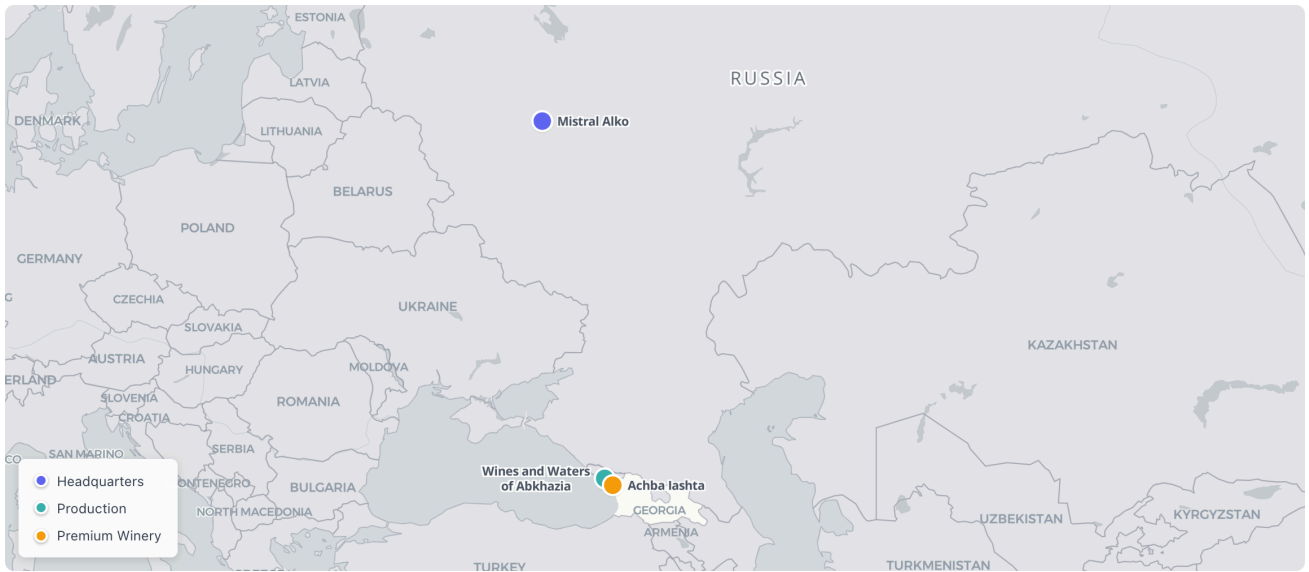 ESTONIA
RUSSIA
LATVIA
DENMARK
Mistral Alko
LITHUANIA
BELARUS
POLAND
GERMANY
CZECHIA
UKRAINE
SLOVAKIA
KAZAKHSTAN
AUSTRIA
MOLDOVA
HUNGARY
ERLAND
SLOVENIA
ROMANIA
CROATIA
SERBIA
SAN MARINO
CO
Wines and Waters
of Abkhazia
Achba Iashta
ONTENEGRO
BULGARIA
GEORGIA
NORTH MACEDONIA
KYRGYZSTAN
UZBEKISTAN
ARMENIA
TURKEY
TURKMENISTAN
Headquarters
Production
Premium Winery